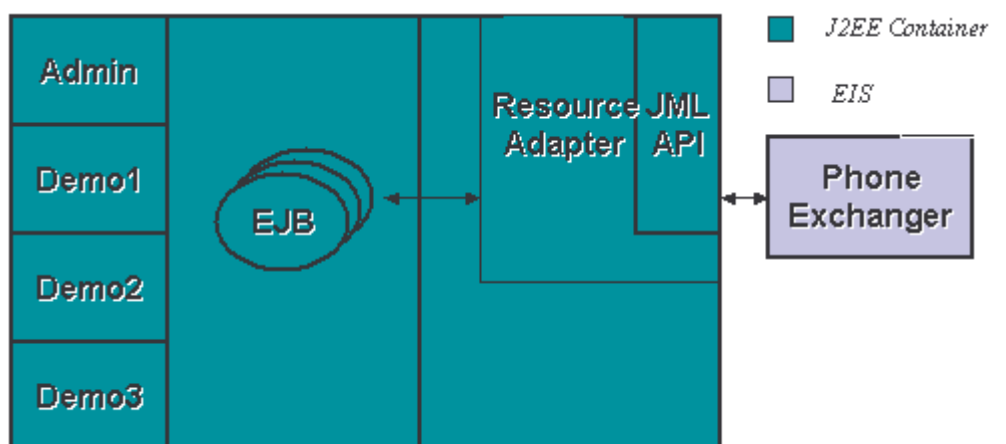 Admin
Demo1
Demo2
Demo3
EJB
Resource
Adapter
JML
API
J2EE Container
EIS
Phone
Exchanger